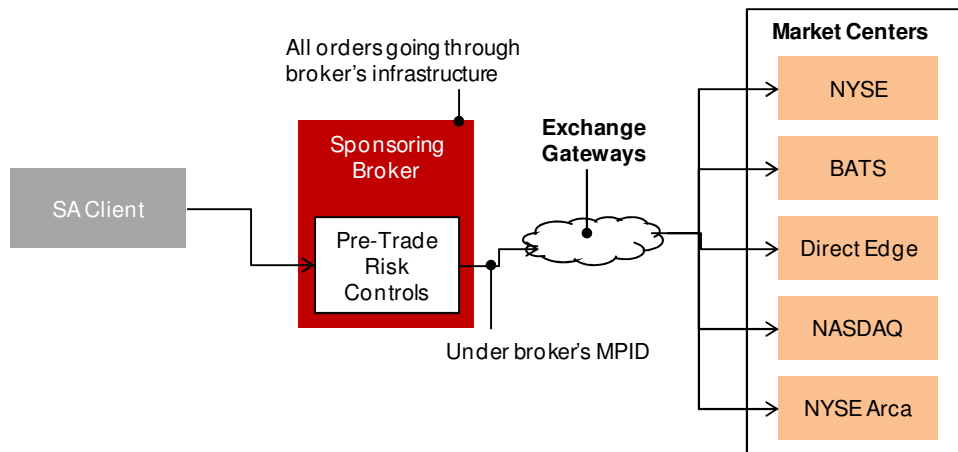 All orders going through
broker's infrastructure
Sponsoring
Broker
SA Client
Pre-Trade
Risk
Controls
Under broker's MPID
Exchange
Gateways
Market Centers
NYSE
BATS
Direct Edge
NASDAQ
NYSE Arca